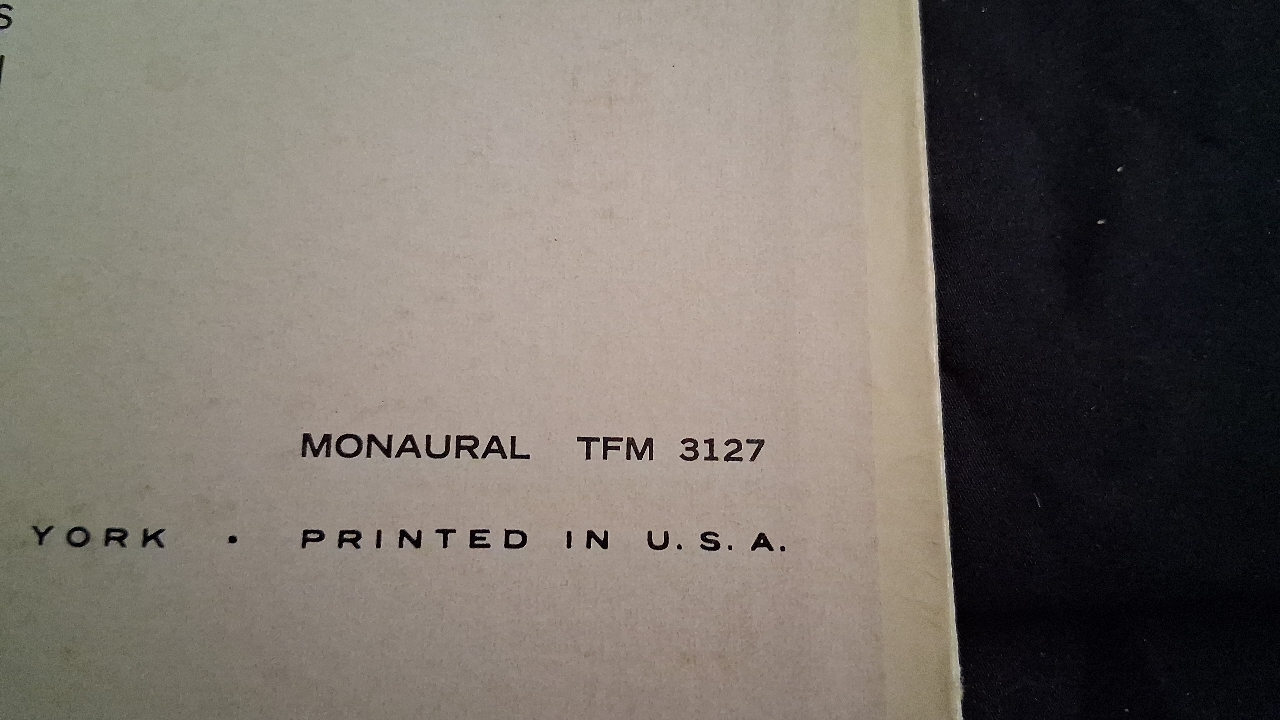 S
MONAURAL TFM 3127
YORK • PRINTED IN U.S.A.